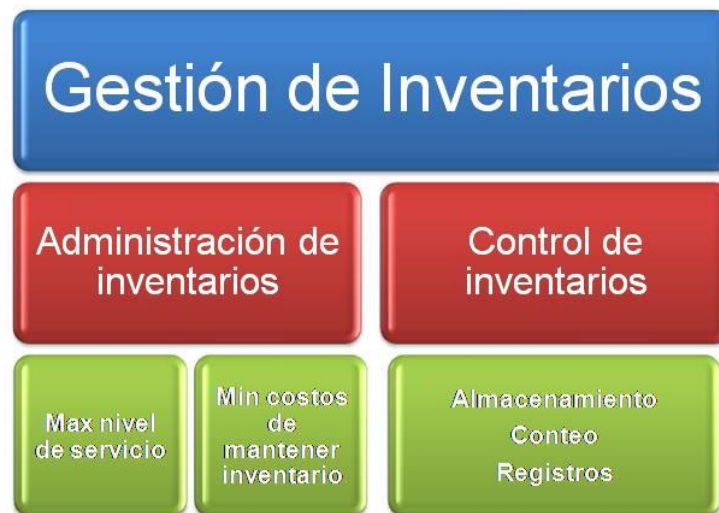 Gestión de Inventarios
Administración de
inventarios
Control de
inventarios
Max nivel
de servicio
Min costos
de
mantener
inventario
Almacenamiento
Conteo
Registros